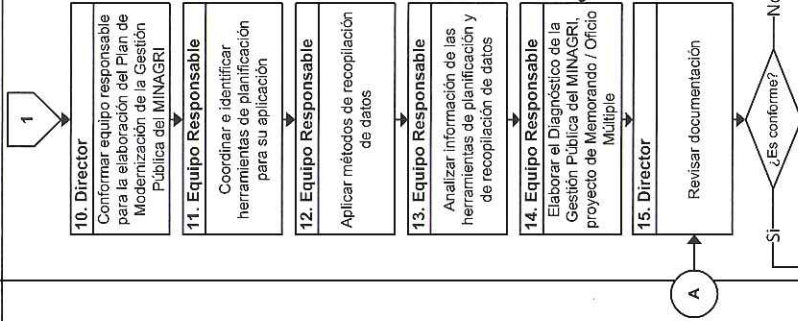 1
10. Director
Conformar equipo responsable
para la elaboración del Plan de
Modernización de la Gestión
Pública del MINAGRI
11. Equipo Responsable
Coordinar e identificar
herramientas de planificación
para su aplicación
12. Equipo Responsable
Aplicar métodos de recopilación
de datos
13. Equipo Responsable
Analizar información de las
herramientas de planificación y
de recopilación de datos
14. Equipo Responsable
Elaborar el Diagnóstico de la
Gestión Pública del MINAGRI,
proyecto de Memorando / Oficio
Múltiple
15. Director
Revisar documentación
A
¿Es conforme?
Si
No